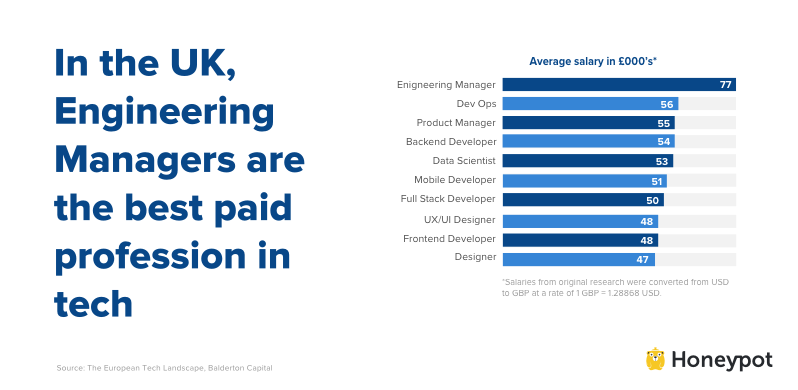 In the UK,
Engineering
Managers are
the best paid
profession in
tech
Average salary in £000's*
Enigneering Manager 77
Dev Ops 56
Product Manager 55
Backend Developer 54
Data Scientist 53
Mobile Developer 51
Full Stack Developer 50
UX/UI Designer 48
Frontend Developer 48
Designer 47
*Salaries from original research were converted from USD
to GBP at a rate of 1 GBP = 1.28868 USD.
Source: The European Tech Landscape, Balderton Capital
Honeypot